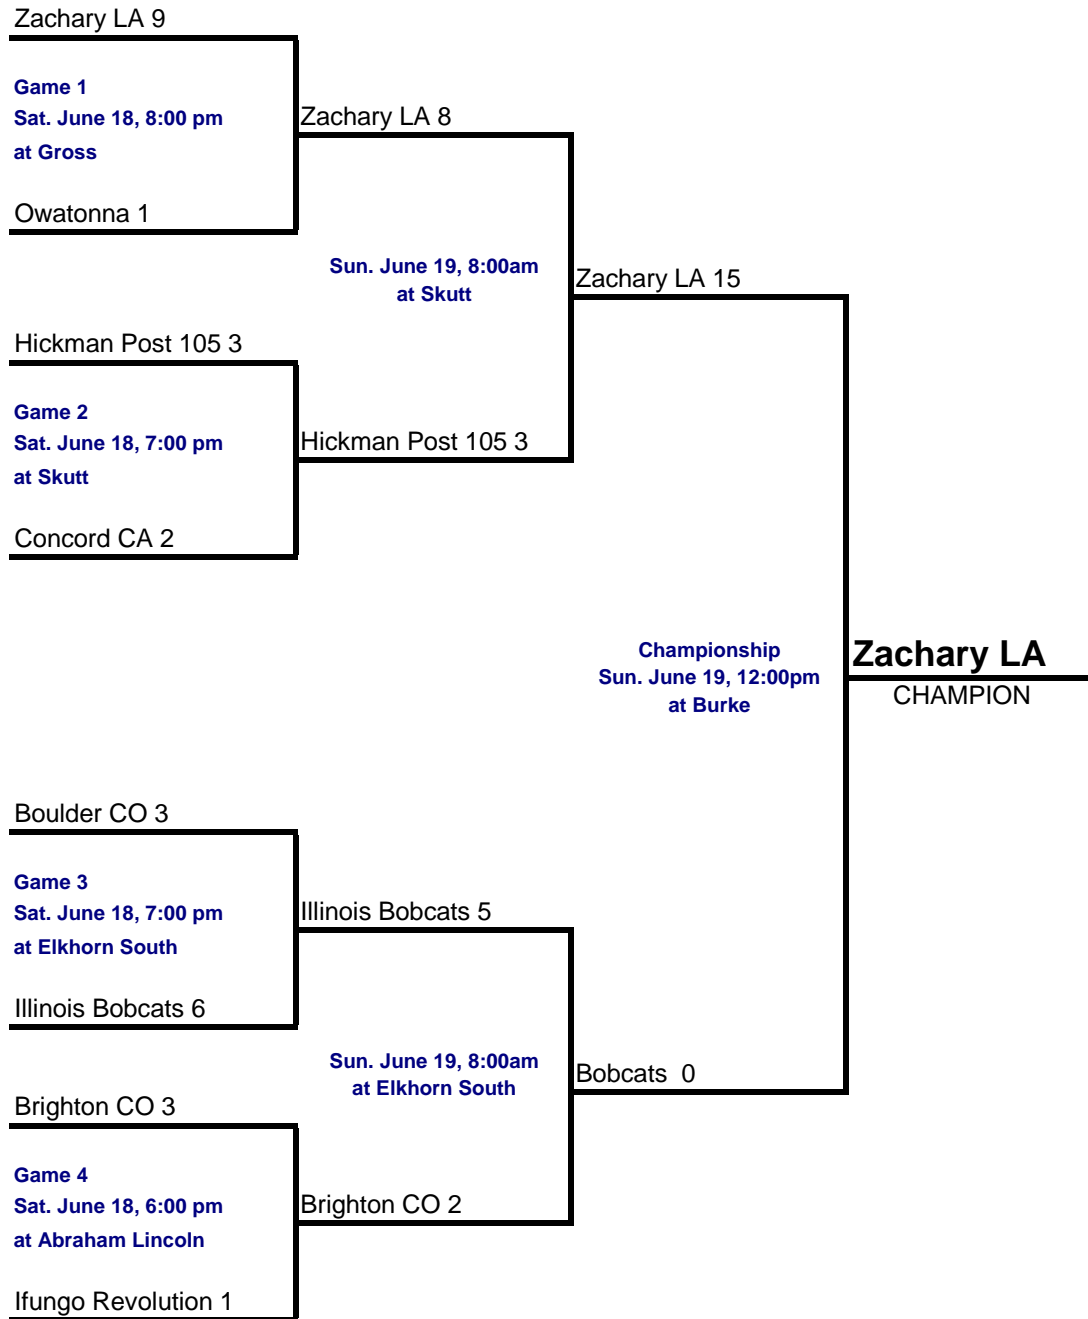 Zachary LA 9
Game 1
Sat. June 18, 8:00 pm
at Gross
Zachary LA 8
Owatonna 1
Sun. June 19, 8:00am
at Skutt
Zachary LA 15
Hickman Post 105 3
Game 2
Sat. June 18, 7:00 pm
at Skutt
Hickman Post 105 3
Concord CA 2
Championship
Sun. June 19, 12:00pm
at Burke
Zachary LA
CHAMPION
Boulder CO 3
Game 3
Sat. June 18, 7:00 pm
at Elkhorn South
Illinois Bobcats 5
Illinois Bobcats 6
Sun. June 19, 8:00am
at Elkhorn South
Bobcats  0
Brighton CO 3
Game 4
Sat. June 18, 6:00 pm
at Abraham Lincoln
Brighton CO 2
Ifungo Revolution 1